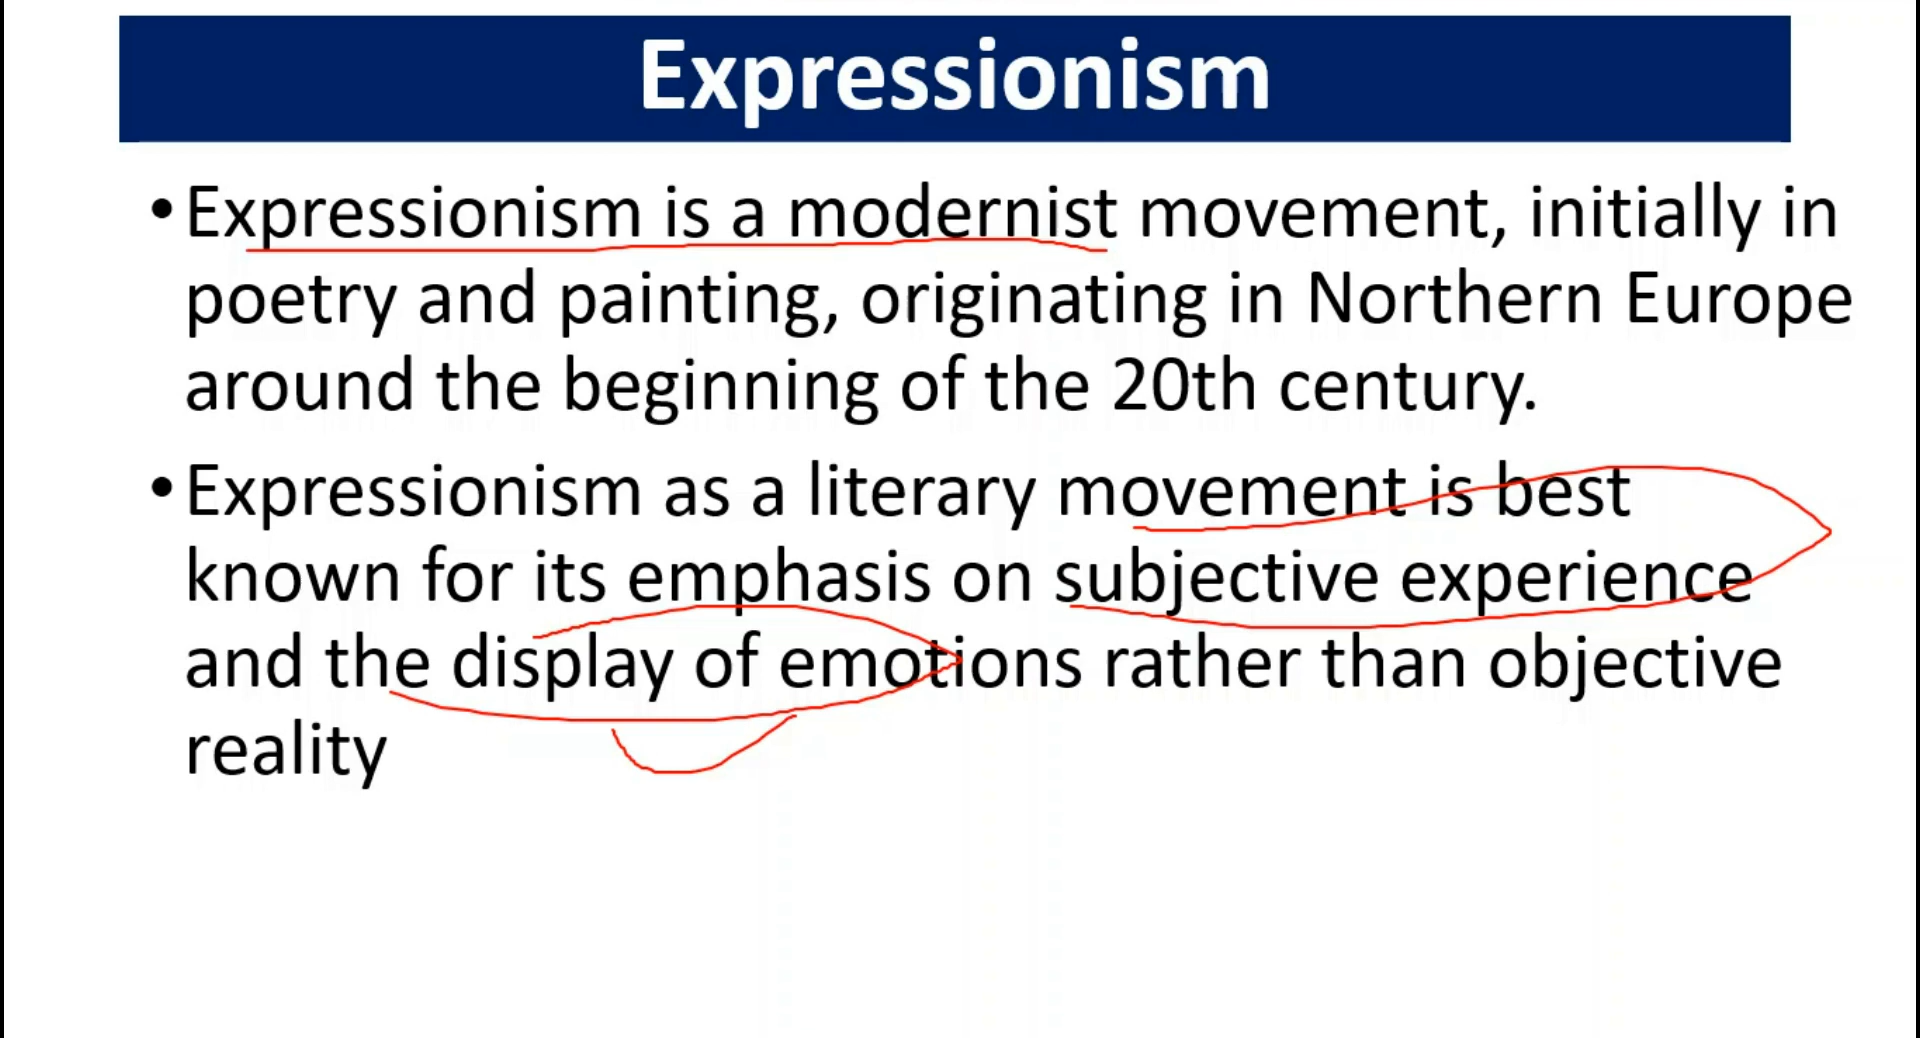 Expressionism
•Expressionism is a modernist movement, initially in
poetry and painting, originating in Northern Europe
around the beginning of the 20th century.
•Expressionism as a literary movement is best
known for its emphasis on subjective experience
and the display of emotions rather than objective
reality